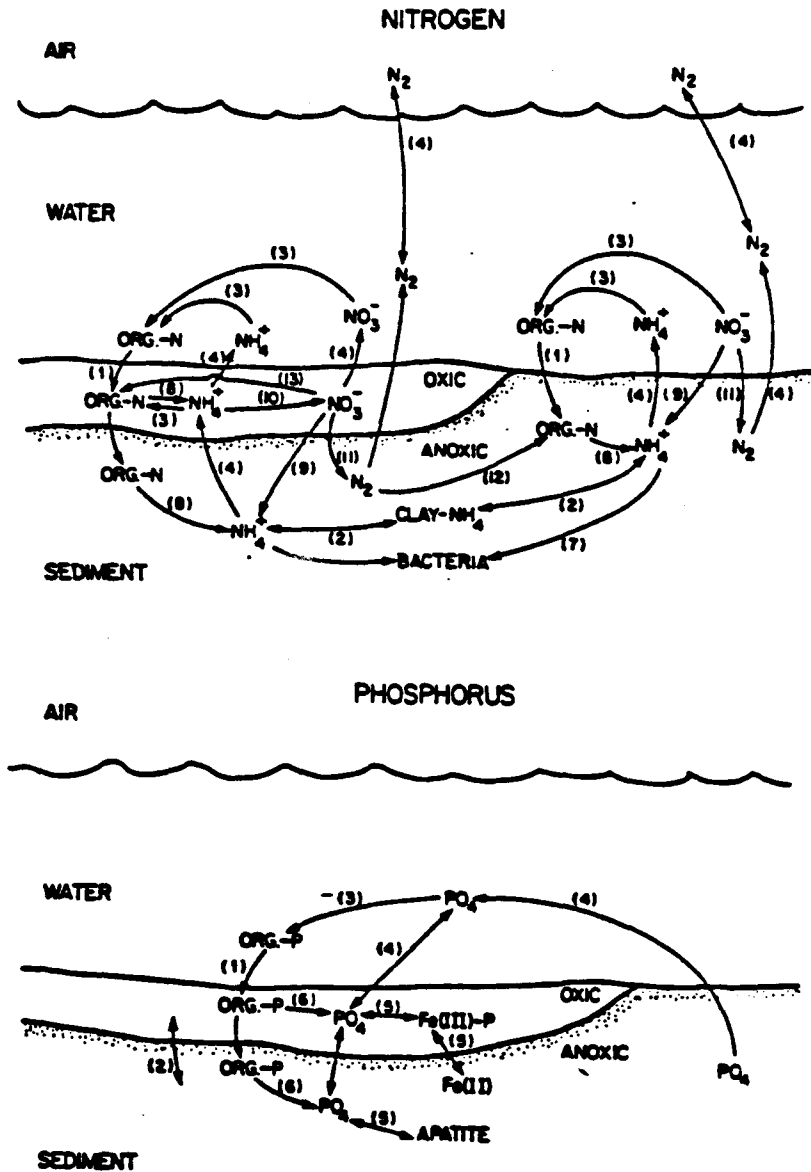 NITROGEN
AIR
N2 N2
(4) (4)
WATER
(3) (3)
N2 N2
(3) NO3- (3)
ORG.-N NH4+ ORG.-N NH4+ NO3-
(1) (4) (4) (1)
(13) OXIC
ORG.-N (8) NH4+ (10) NO3- (4) (9) (11) (4)
(3)
ORG.-N ANOXIC ORG.-N (6) NH4+ N2
(11)
ORG.-N (4) (9) N2 (12)
(8) CLAY-NH4 (2)
NH4+ (2)
BACTERIA (7)
SEDIMENT
PHOSPHORUS
AIR
WATER
-(3) PO4 (4)
ORG.-P (4)
(1)
OXIC
ORG.-P (6) PO4 (5) Fe(III)-P
(5) ANOXIC
(2) ORG.-P Fe(II) PO4
(6) PO4 (5)
APATITE
SEDIMENT